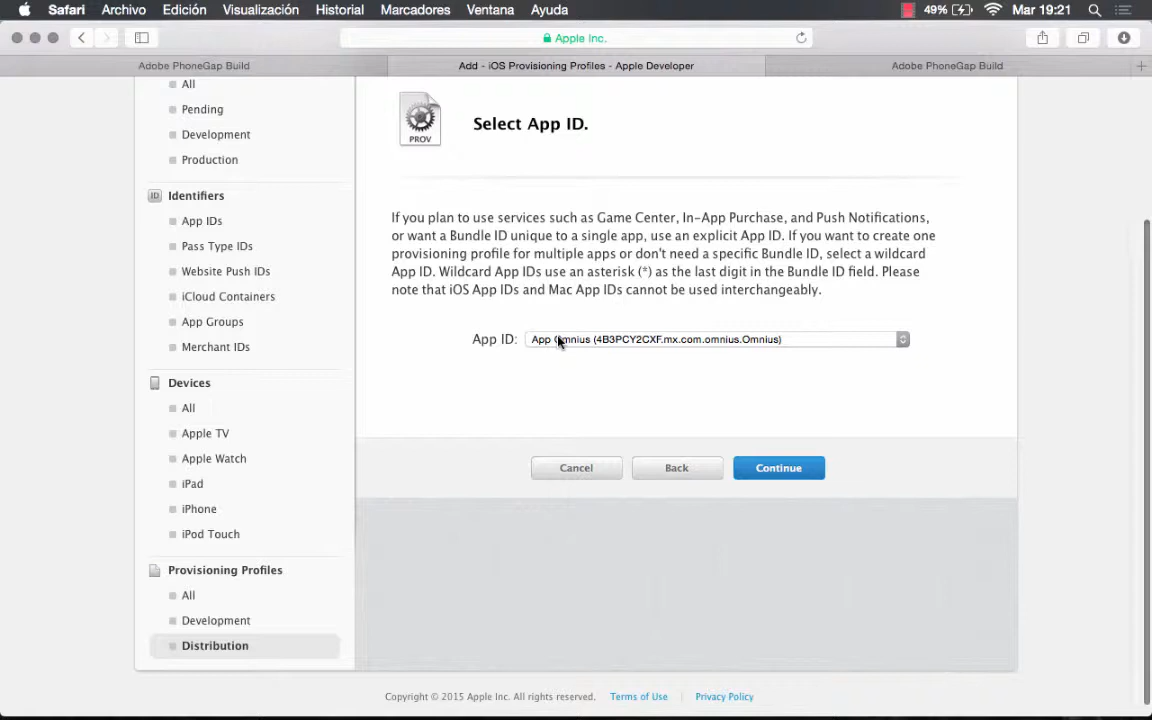 Safari Archivo Edición Visualización Historial Marcadores Ventana Ayuda 49% Mar 19:21
Apple Inc.
Adobe PhoneGap Build Add - iOS Provisioning Profiles - Apple Developer Adobe PhoneGap Build
All
Pending
Development
Production
Identifiers
App IDs
Pass Type IDs
Website Push IDs
iCloud Containers
App Groups
Merchant IDs
Devices
All
Apple TV
Apple Watch
iPad
iPhone
iPod Touch
Provisioning Profiles
All
Development
Distribution
PROV
Select App ID.
If you plan to use services such as Game Center, In-App Purchase, and Push Notifications,
or want a Bundle ID unique to a single app, use an explicit App ID. If you want to create one
provisioning profile for multiple apps or don't need a specific Bundle ID, select a wildcard
App ID. Wildcard App IDs use an asterisk (*) as the last digit in the Bundle ID field. Please
note that iOS App IDs and Mac App IDs cannot be used interchangeably.
App ID: App Omnius (4B3PCY2CXF.mx.com.omnius.Omnius)
Cancel Back Continue
Copyright © 2015 Apple Inc. All rights reserved. Terms of Use | Privacy Policy